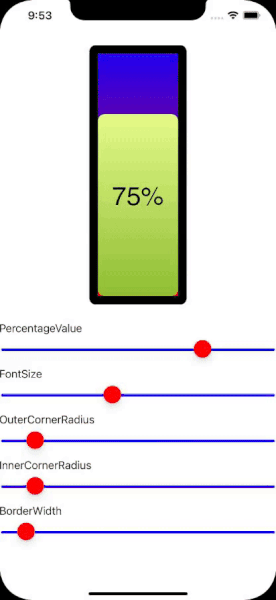 9:53
75%
PercentageValue
FontSize
OuterCornerRadius
InnerCornerRadius
BorderWidth